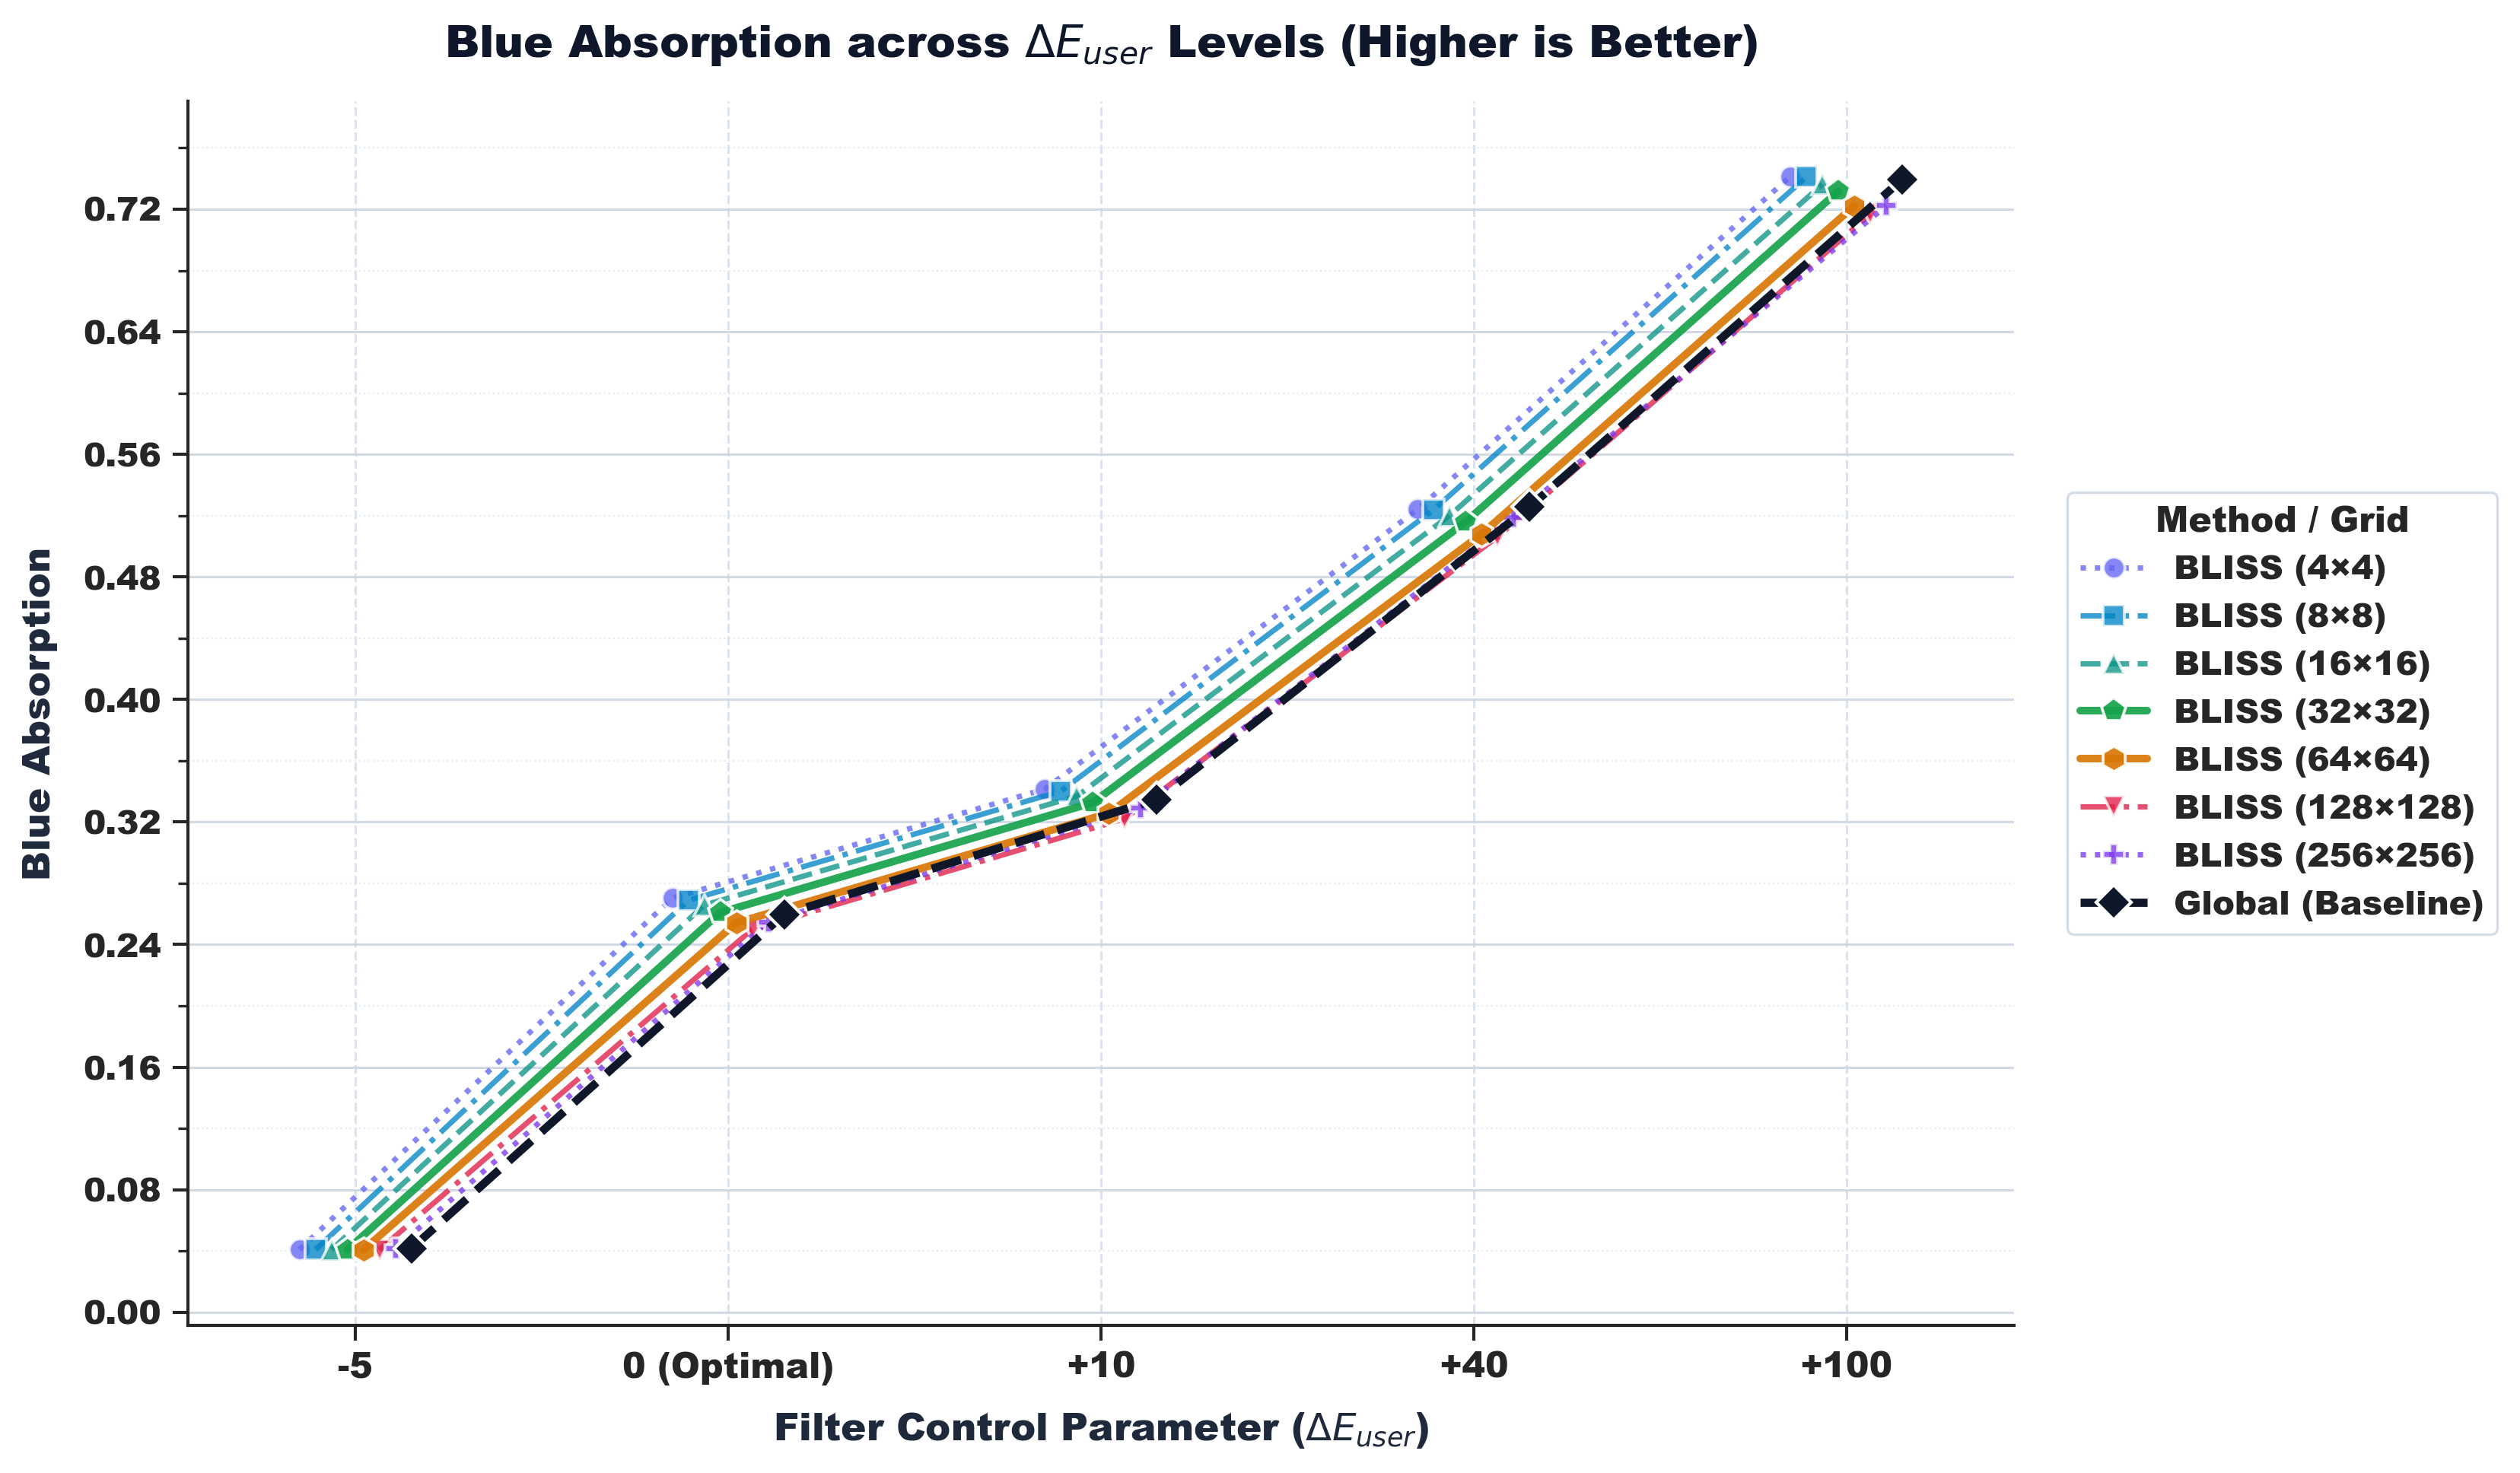 Blue Absorption across ΔE_user Levels (Higher is Better)
Blue Absorption
0.72
0.64
0.56
0.48
0.40
0.32
0.24
0.16
0.08
0.00
-5
0 (Optimal)
+10
+40
+100
Filter Control Parameter (ΔE_user)
Method / Grid
BLISS (4×4)
BLISS (8×8)
BLISS (16×16)
BLISS (32×32)
BLISS (64×64)
BLISS (128×128)
BLISS (256×256)
Global (Baseline)